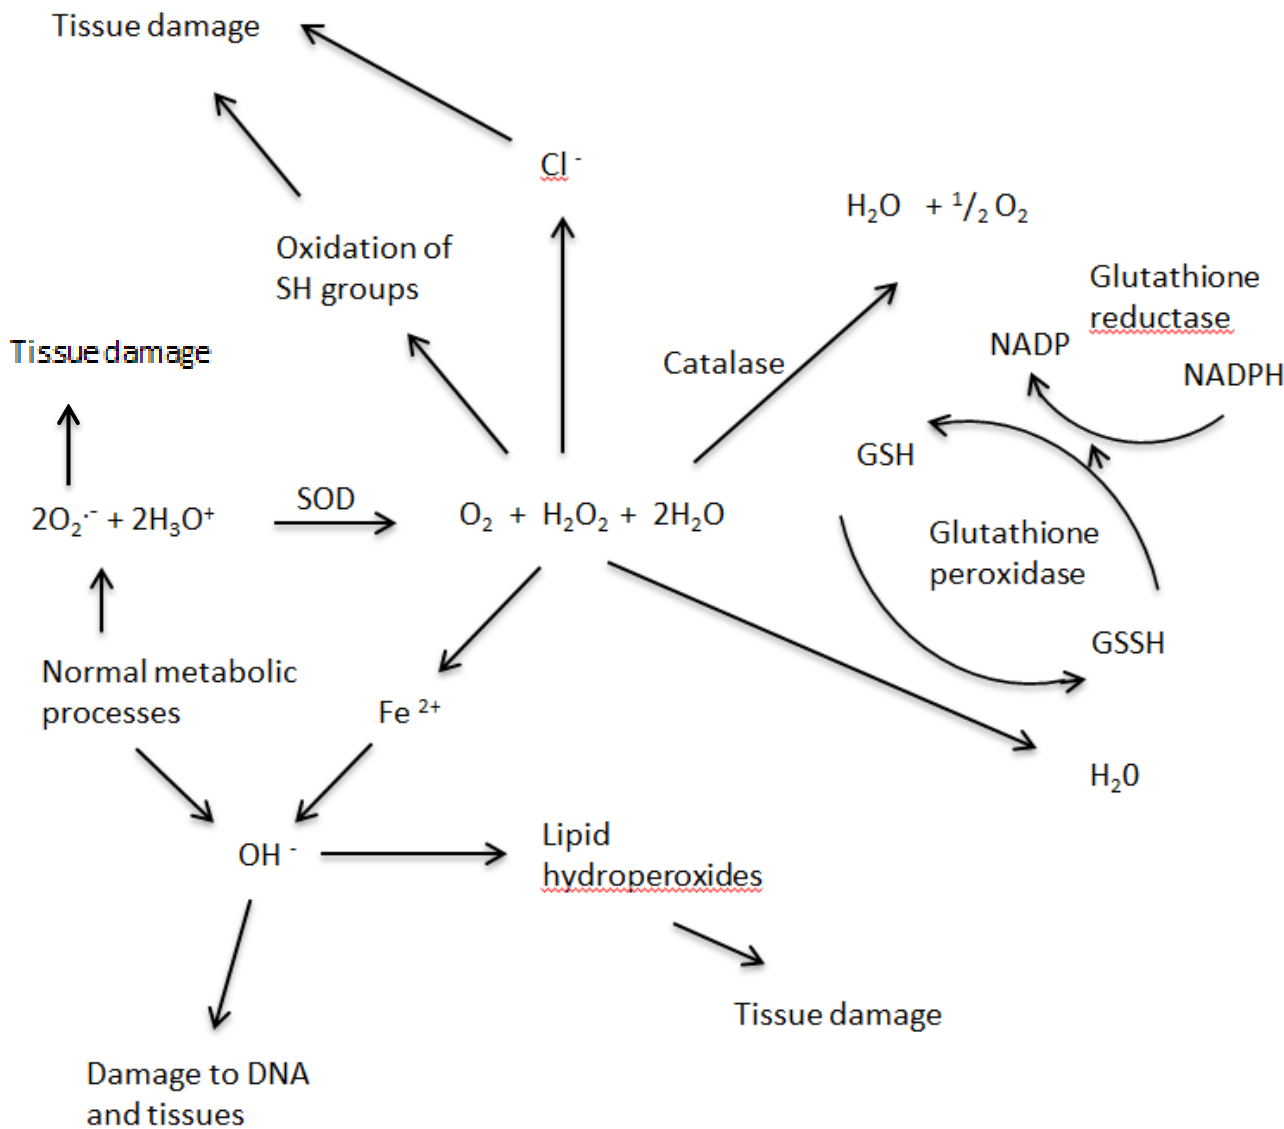 Tissue damage
Cl -
H₂O + ¹/₂ O₂
Oxidation of
SH groups
Glutathione
reductase
NADP
NADPH
Tissue damage
Catalase
GSH
2O₂·- + 2H₃O⁺
SOD
O₂ + H₂O₂ + 2H₂O
Glutathione
peroxidase
GSSH
Normal metabolic
processes
Fe ²⁺
H₂0
OH -
Lipid
hydroperoxides
Tissue damage
Damage to DNA
and tissues